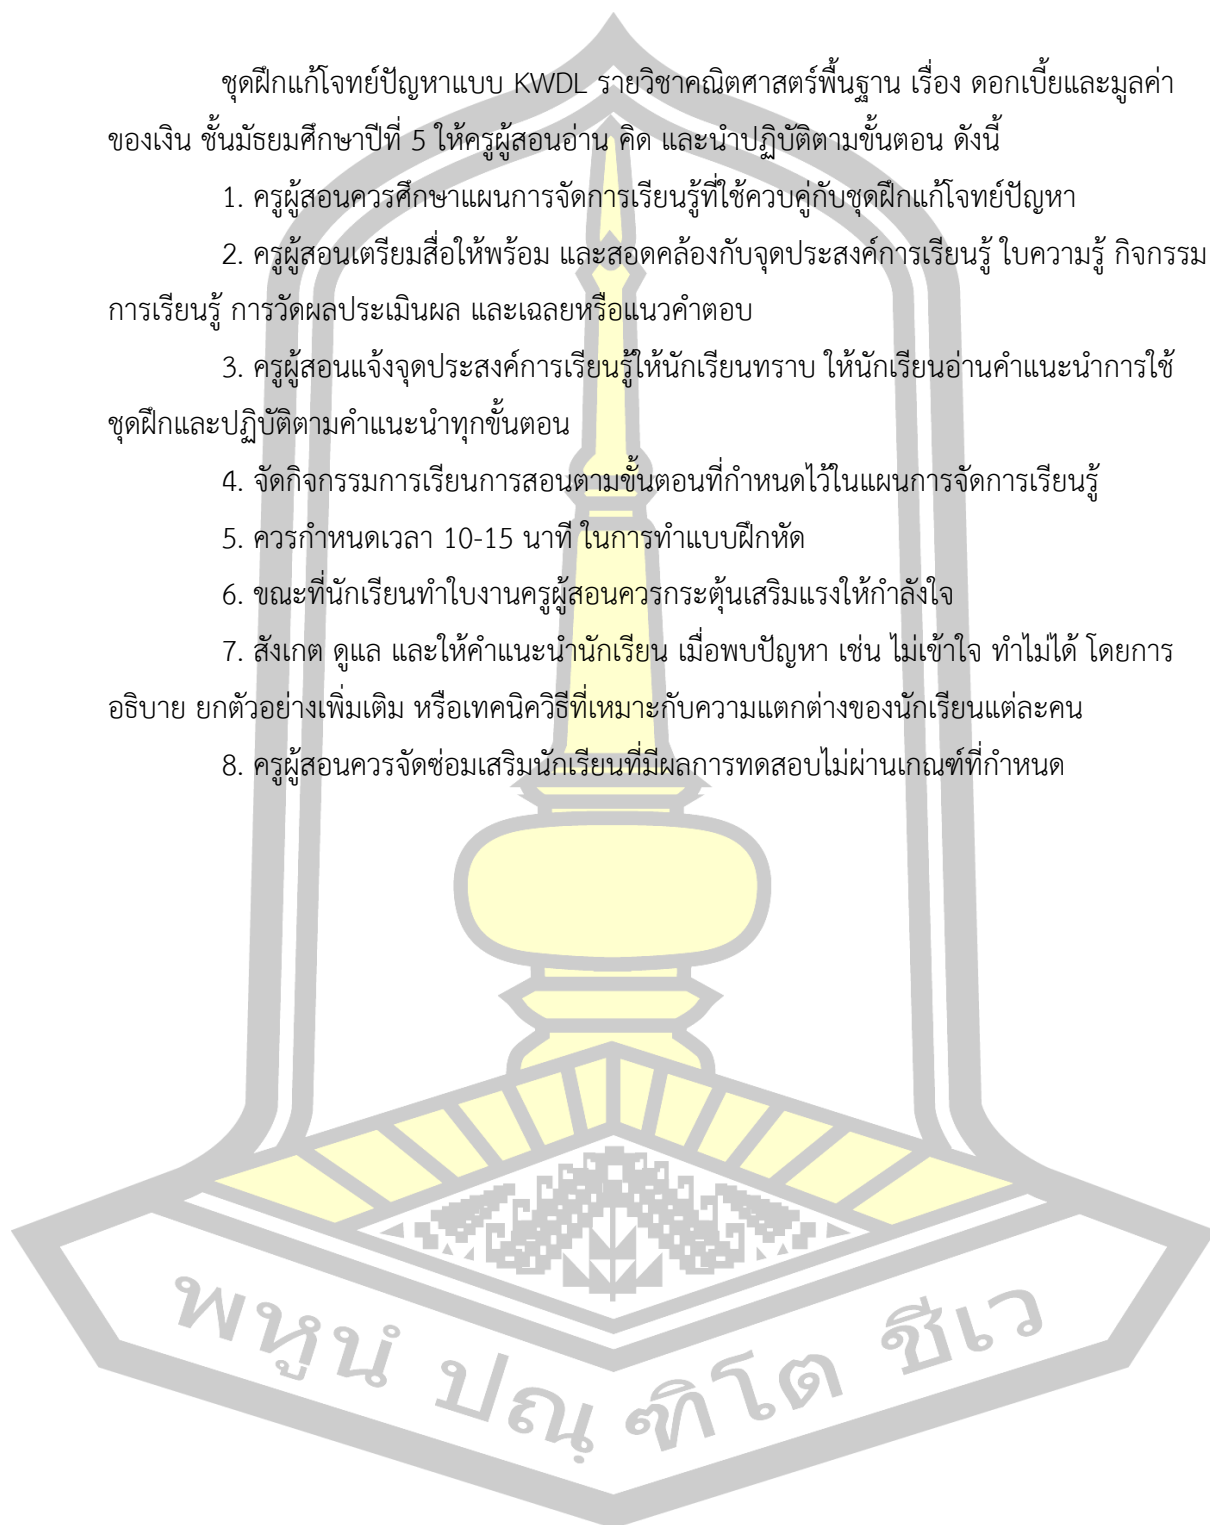 ชุดฝึกแก้โจทย์ปัญหาแบบ KWDL รายวิชาคณิตศาสตร์พื้นฐาน เรื่อง ดอกเบี้ยและมูลค่า
ของเงิน ชั้นมัธยมศึกษาปีที่ 5 ให้ครูผู้สอนอ่าน คิด และนำปฏิบัติตามขั้นตอน ดังนี้
1. ครูผู้สอนควรศึกษาแผนการจัดการเรียนรู้ที่ใช้ควบคู่กับชุดฝึกแก้โจทย์ปัญหา
2. ครูผู้สอนเตรียมสื่อให้พร้อม และสอดคล้องกับจุดประสงค์การเรียนรู้ ใบความรู้ กิจกรรม
การเรียนรู้ การวัดผลประเมินผล และเฉลยหรือแนวคำตอบ
3. ครูผู้สอนแจ้งจุดประสงค์การเรียนรู้ให้นักเรียนทราบ ให้นักเรียนอ่านคำแนะนำการใช้
ชุดฝึกและปฏิบัติตามคำแนะนำทุกขั้นตอน
4. จัดกิจกรรมการเรียนการสอนตามขั้นตอนที่กำหนดไว้ในแผนการจัดการเรียนรู้
5. ควรกำหนดเวลา 10-15 นาที ในการทำแบบฝึกหัด
6. ขณะที่นักเรียนทำใบงานครูผู้สอนควรกระตุ้นเสริมแรงให้กำลังใจ
7. สังเกต ดูแล และให้คำแนะนำนักเรียน เมื่อพบปัญหา เช่น ไม่เข้าใจ ทำไม่ได้ โดยการ
อธิบาย ยกตัวอย่างเพิ่มเติม หรือเทคนิควิธีที่เหมาะกับความแตกต่างของนักเรียนแต่ละคน
8. ครูผู้สอนควรจัดซ่อมเสริมนักเรียนที่มีผลการทดสอบไม่ผ่านเกณฑ์ที่กำหนด
พหูนํ ปณฺฑิโต ชีเว